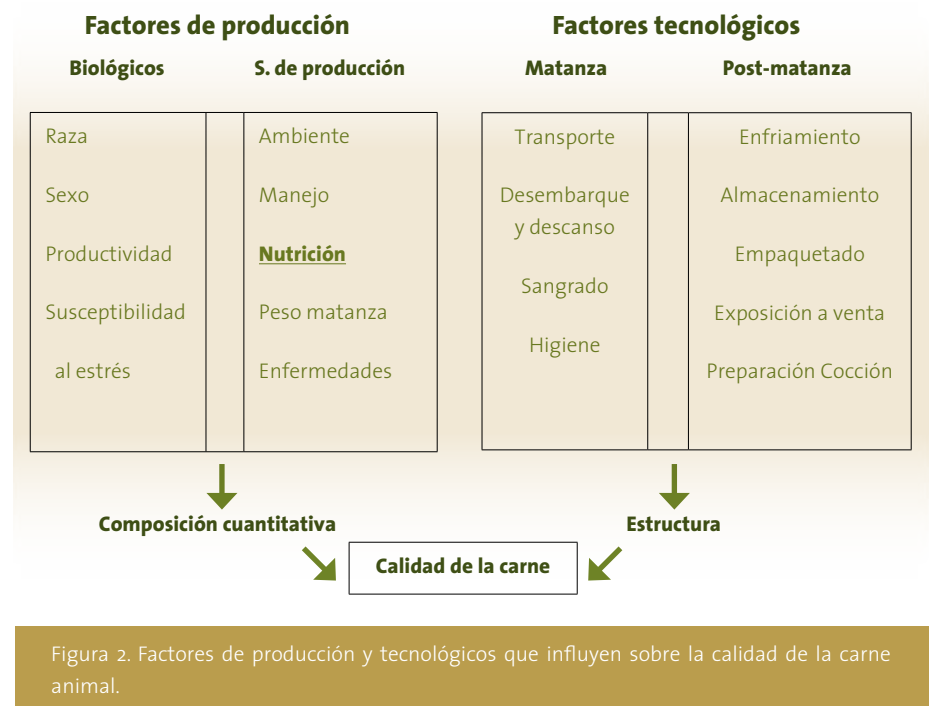 Factores de producción
Factores tecnológicos
Biológicos
S. de producción
Matanza
Post-matanza
Raza
Sexo
Productividad
Susceptibilidad
al estrés
Ambiente
Manejo
Nutrición
Peso matanza
Enfermedades
Transporte
Desembarque
y descanso
Sangrado
Higiene
Enfriamiento
Almacenamiento
Empaquetado
Exposición a venta
Preparación Cocción
Composición cuantitativa
Estructura
Calidad de la carne
Figura 2. Factores de producción y tecnológicos que influyen sobre la calidad de la carne
animal.